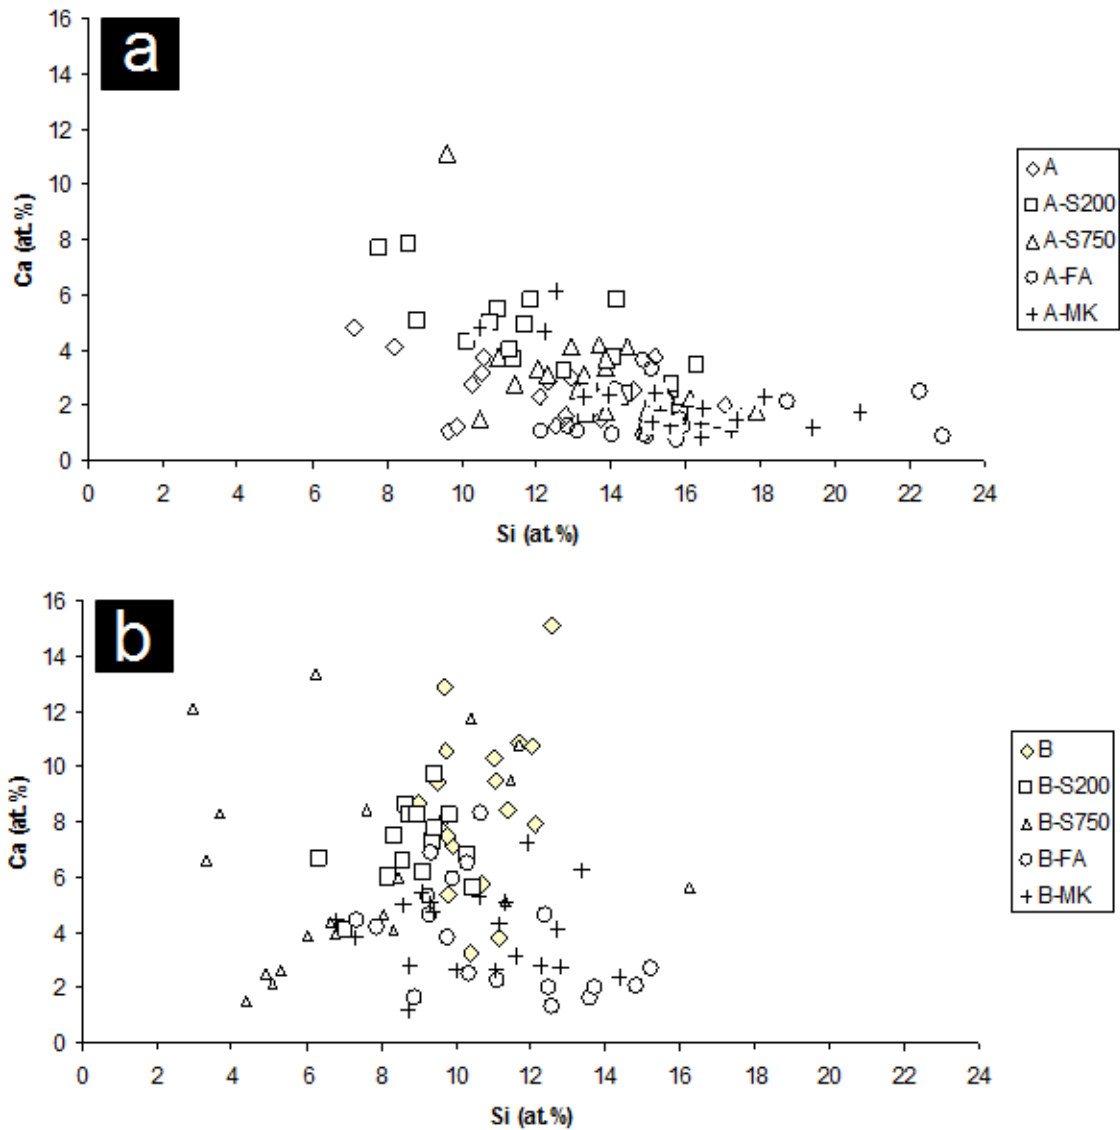 a
16
14
12
10
8
6
4
2
0
Ca (at.%)
0 2 4 6 8 10 12 14 16 18 20 22 24
Si (at.%)
A
A-S200
A-S750
A-FA
A-MK
b
16
14
12
10
8
6
4
2
0
Ca (at.%)
0 2 4 6 8 10 12 14 16 18 20 22 24
Si (at.%)
B
B-S200
B-S750
B-FA
B-MK